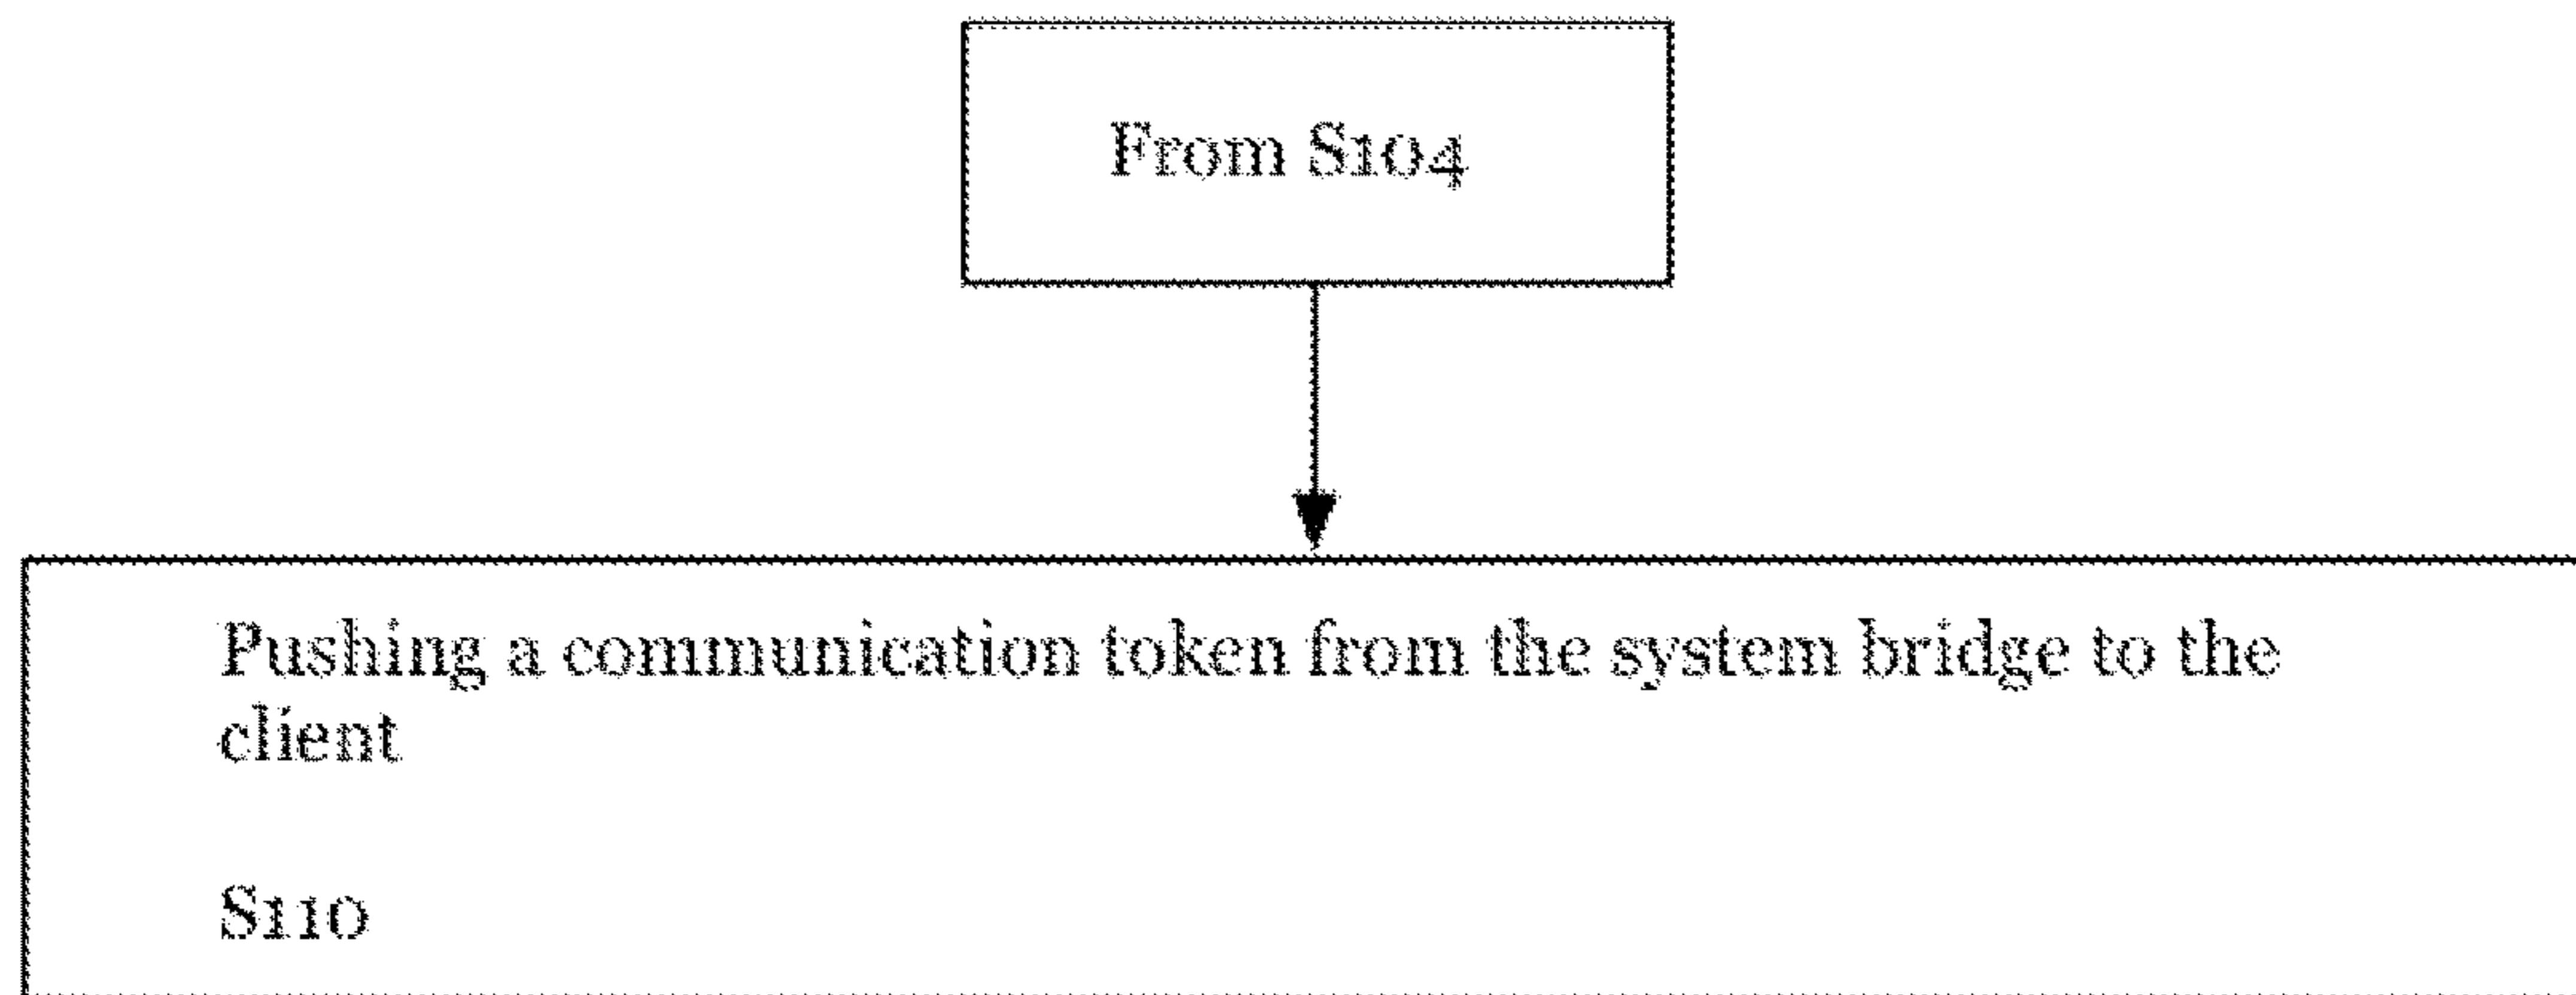 From S104
Pushing a communication token from the system bridge to the
client
S110